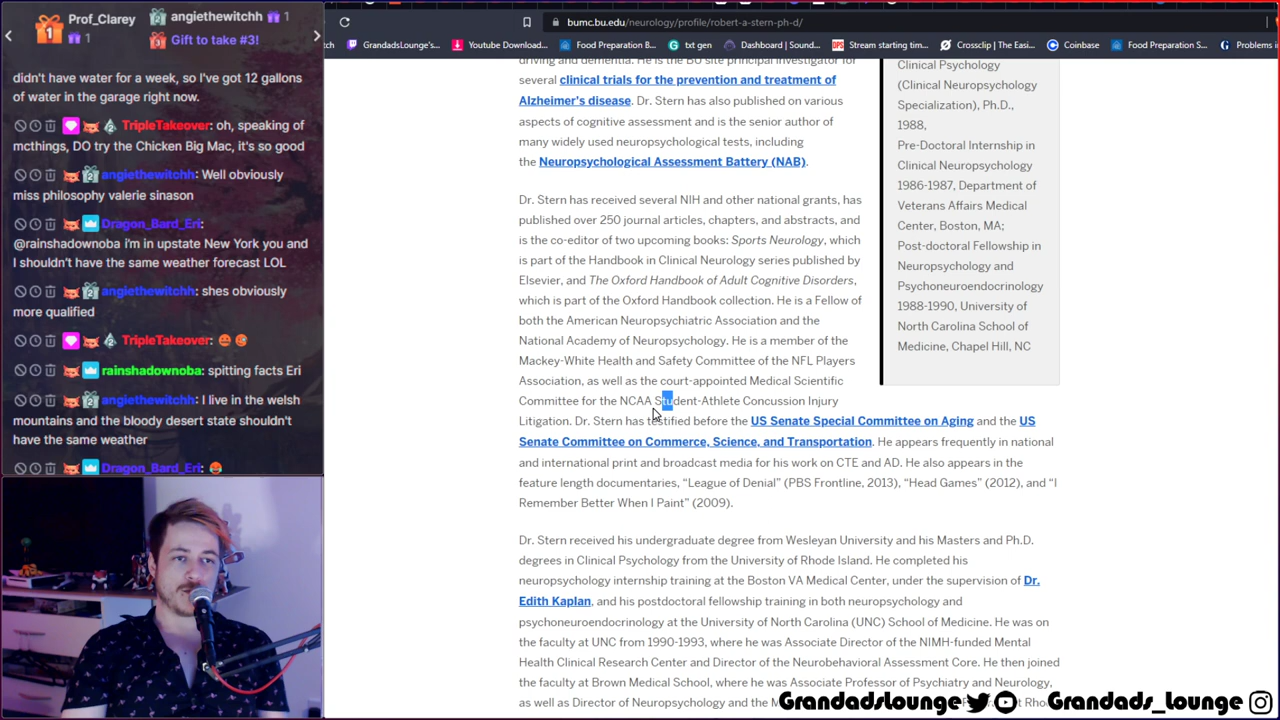 Prof_Clarey
1
1
angiethewitchh 1
Gift to take #3!
didn't have water for a week, so I've got 12 gallons
of water in the garage right now.
TripleTakeover: oh, speaking of
mcthings, DO try the Chicken Big Mac, it's so good
angiethewitchh: Well obviously
miss philosophy valerie sinason
Dragon_Bard_Eri:
@rainshadownoba i'm in upstate New York you and
I shouldn't have the same weather forecast LOL
angiethewitchh: shes obviously
more qualified
TripleTakeover:
rainshadownoba: spitting facts Eri
angiethewitchh: I live in the welsh
mountains and the bloody desert state shouldn't
have the same weather
Dragon_Bard_Eri:
bumc.bu.edu/neurology/profile/robert-a-stern-ph-d/
GrandadsLounge's...
Youtube Download...
Food Preparation B...
txt gen
Dashboard | Soun...
Stream starting tim...
Crossclip | The Easi...
Coinbase
Food Preparation S...
Problems in
driving and dementia. He is the BU site principal investigator for
several clinical trials for the prevention and treatment of
Alzheimer's disease. Dr. Stern has also published on various
aspects of cognitive assessment and is the senior author of
many widely used neuropsychological tests, including
the Neuropsychological Assessment Battery (NAB).
Dr. Stern has received several NIH and other national grants, has
published over 250 journal articles, chapters, and abstracts, and
is the co-editor of two upcoming books: Sports Neurology, which
is part of the Handbook in Clinical Neurology series published by
Elsevier, and The Oxford Handbook of Adult Cognitive Disorders,
which is part of the Oxford Handbook collection. He is a Fellow of
both the American Neuropsychiatric Association and the
National Academy of Neuropsychology. He is a member of the
Mackey-White Health and Safety Committee of the NFL Players
Association, as well as the court-appointed Medical Scientific
Committee for the NCAA Student-Athlete Concussion Injury
Litigation. Dr. Stern has testified before the US Senate Special Committee on Aging and the US
Senate Committee on Commerce, Science, and Transportation. He appears frequently in national
and international print and broadcast media for his work on CTE and AD. He also appears in the
feature length documentaries, “League of Denial” (PBS Frontline, 2013), “Head Games” (2012), and “I
Remember Better When I Paint” (2009).
Dr. Stern received his undergraduate degree from Wesleyan University and his Masters and Ph.D.
degrees in Clinical Psychology from the University of Rhode Island. He completed his
neuropsychology internship training at the Boston VA Medical Center, under the supervision of Dr.
Edith Kaplan, and his postdoctoral fellowship training in both neuropsychology and
psychoneuroendocrinology at the University of North Carolina (UNC) School of Medicine. He was on
the faculty at UNC from 1990-1993, where he was Associate Director of the NIMH-funded Mental
Health Clinical Research Center and Director of the Neurobehavioral Assessment Core. He then joined
the faculty at Brown Medical School, where he was Associate Professor of Psychiatry and Neurology,
as well as Director of Neuropsychology and the
Clinical Psychology
(Clinical Psychology
Specialization), Ph.D.,
1988,
Pre-Doctoral Internship in
Clinical Neuropsychology
1986-1987, Department of
Veterans Affairs Medical
Center, Boston, MA;
Post-doctoral Fellowship in
Neuropsychology and
Psychoneuroendocrinology
1988-1990, University of
North Carolina School of
Medicine, Chapel Hill, NC
GrandadsLounge
Grandads_Lounge